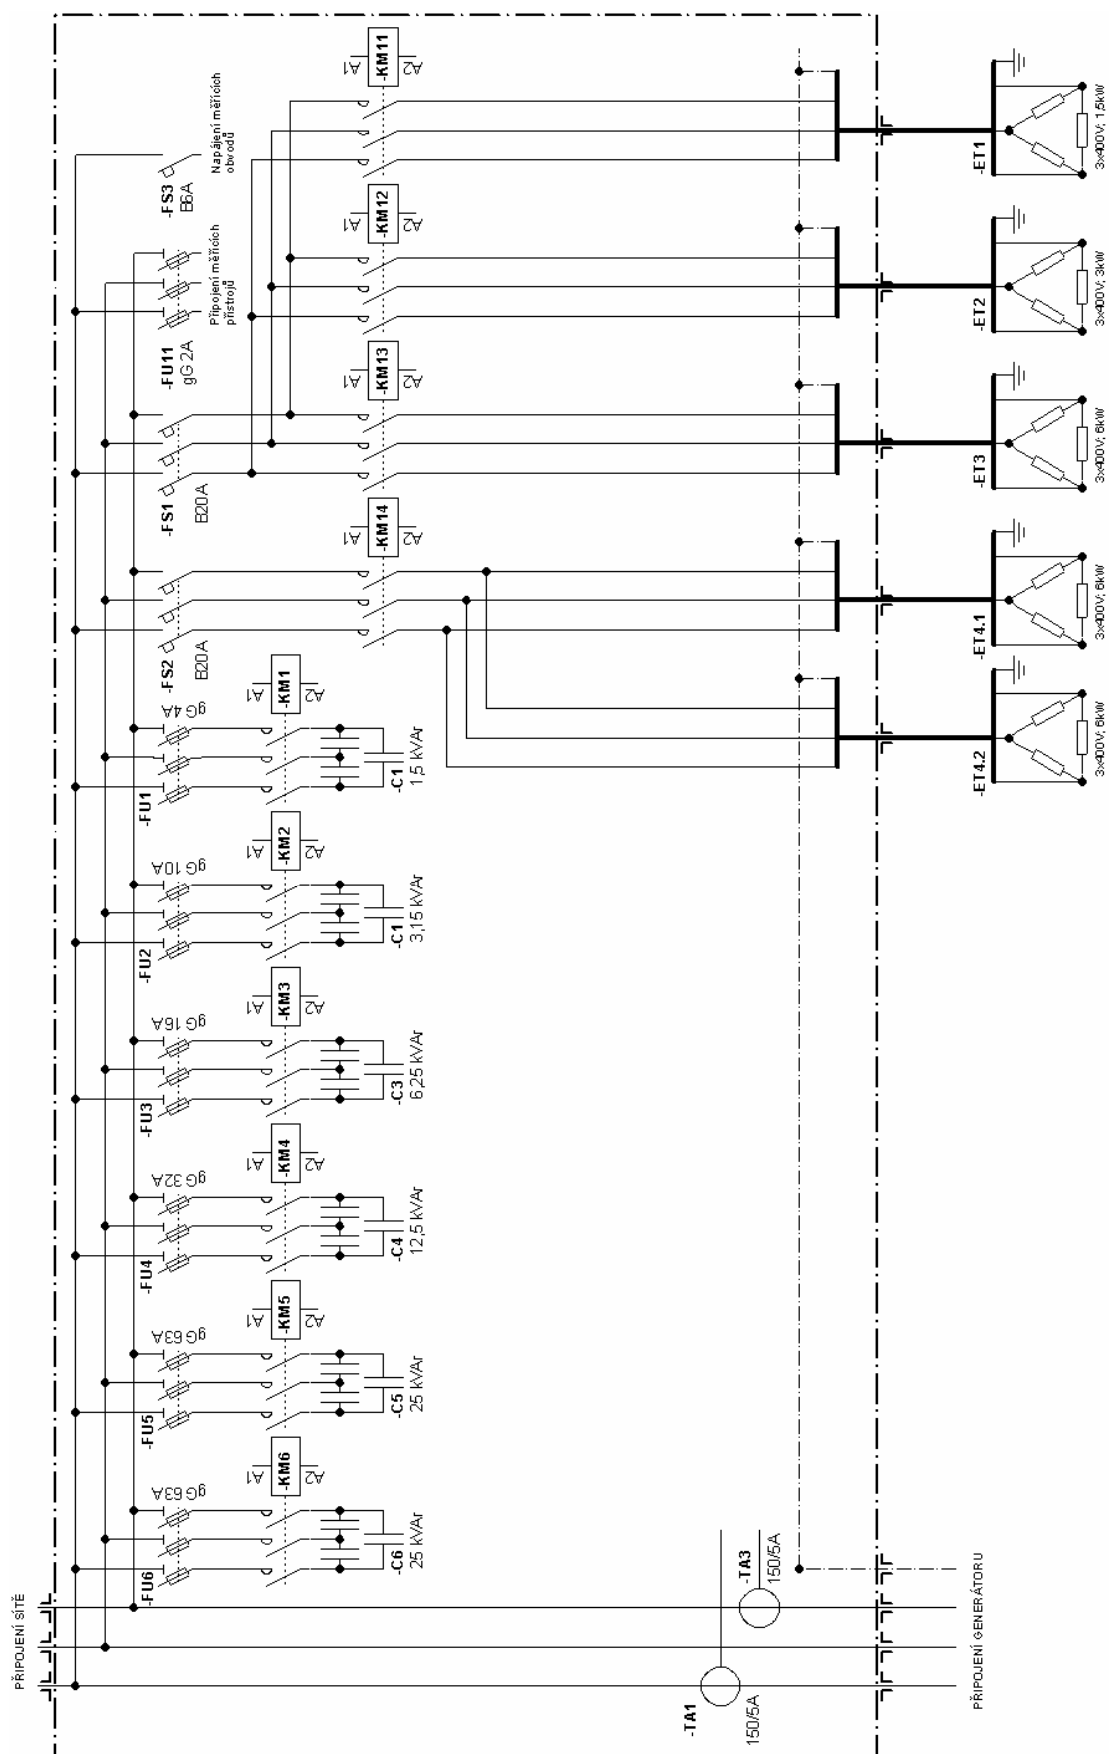 A1
-KM11
A2
-FS3
B6A
Napájení měřících
obvodů
-ET1
3x400V; 1,5kW
A1
-KM12
A2
-FU11
gG 2A
Připojení měřících
přístrojů
-ET2
3x400V; 3kW
A1
-KM13
A2
-FS1
B20A
-ET3
3x400V; 6kW
A1
-KM14
A2
-FS2
B20A
-ET4.1
3x400V; 6kW
-ET4.2
3x400V; 6kW
-FU1
gG 4A
A1
-KM1
A2
-C1
1,5 kVAr
-FU2
gG 10A
A1
-KM2
A2
-C1
3,15 kVAr
-FU3
gG 16A
A1
-KM3
A2
-C3
6,25 kVAr
-FU4
gG 32A
A1
-KM4
A2
-C4
12,5 kVAr
-FU5
gG 63A
A1
-KM5
A2
-C5
25 kVAr
-FU6
gG 63A
A1
-KM6
A2
-C6
25 kVAr
PŘIPOJENÍ SÍTĚ
-TA3
150/5A
-TA1
150/5A
PŘIPOJENÍ GENERÁTORU